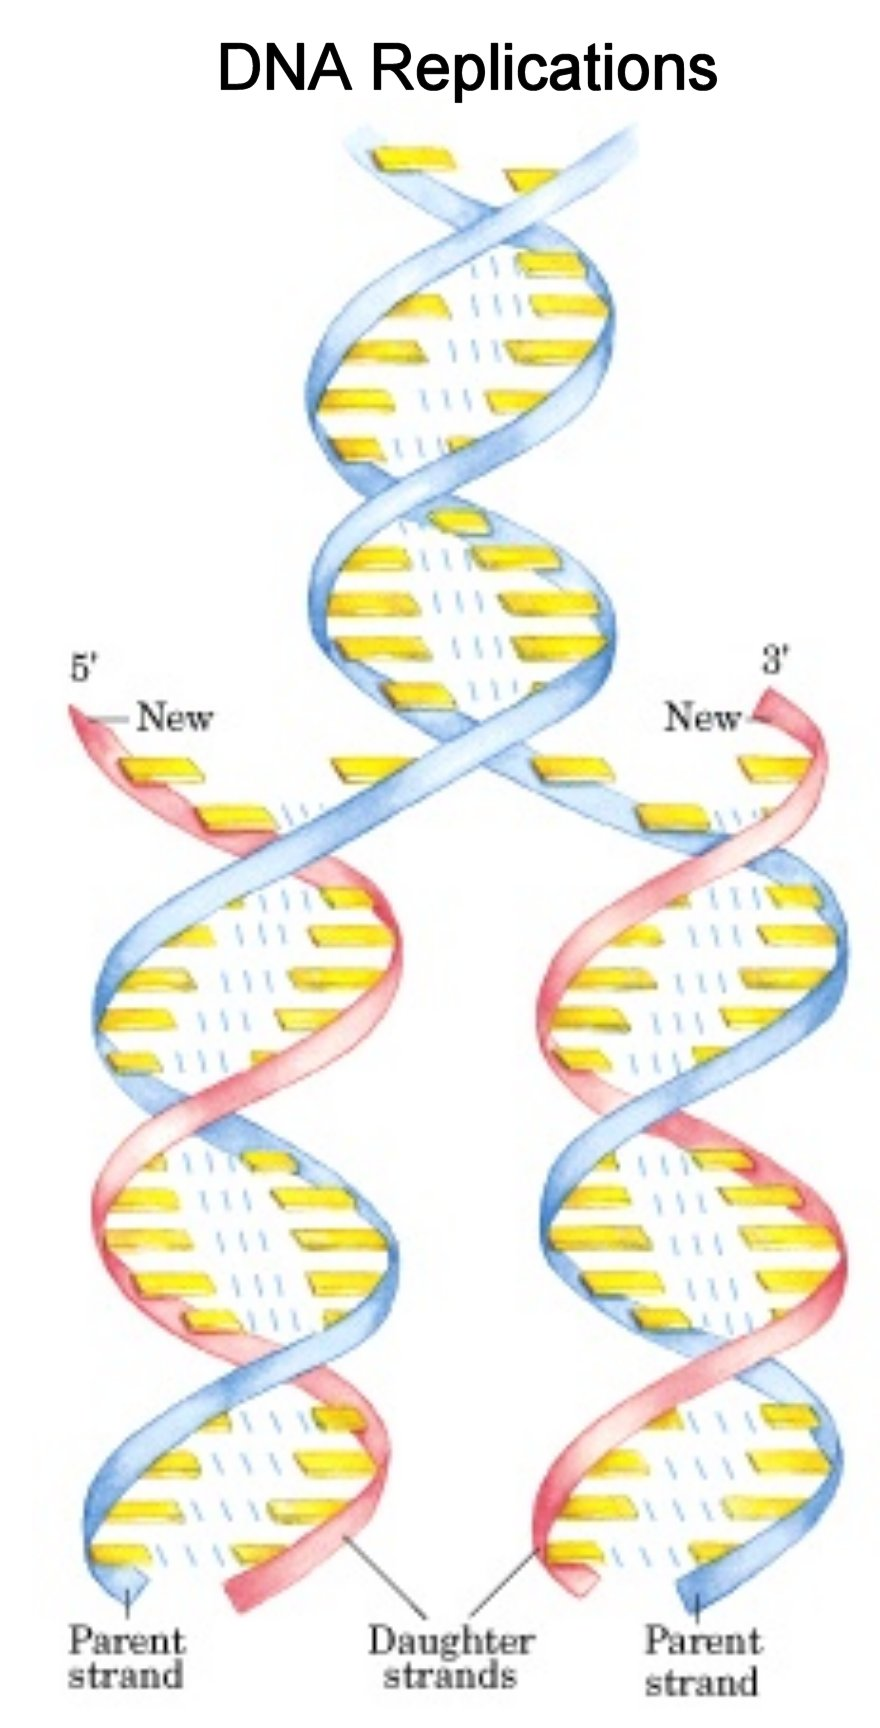 DNA Replications
5'
3'
New
New
Parent
strand
Daughter
strands
Parent
strand